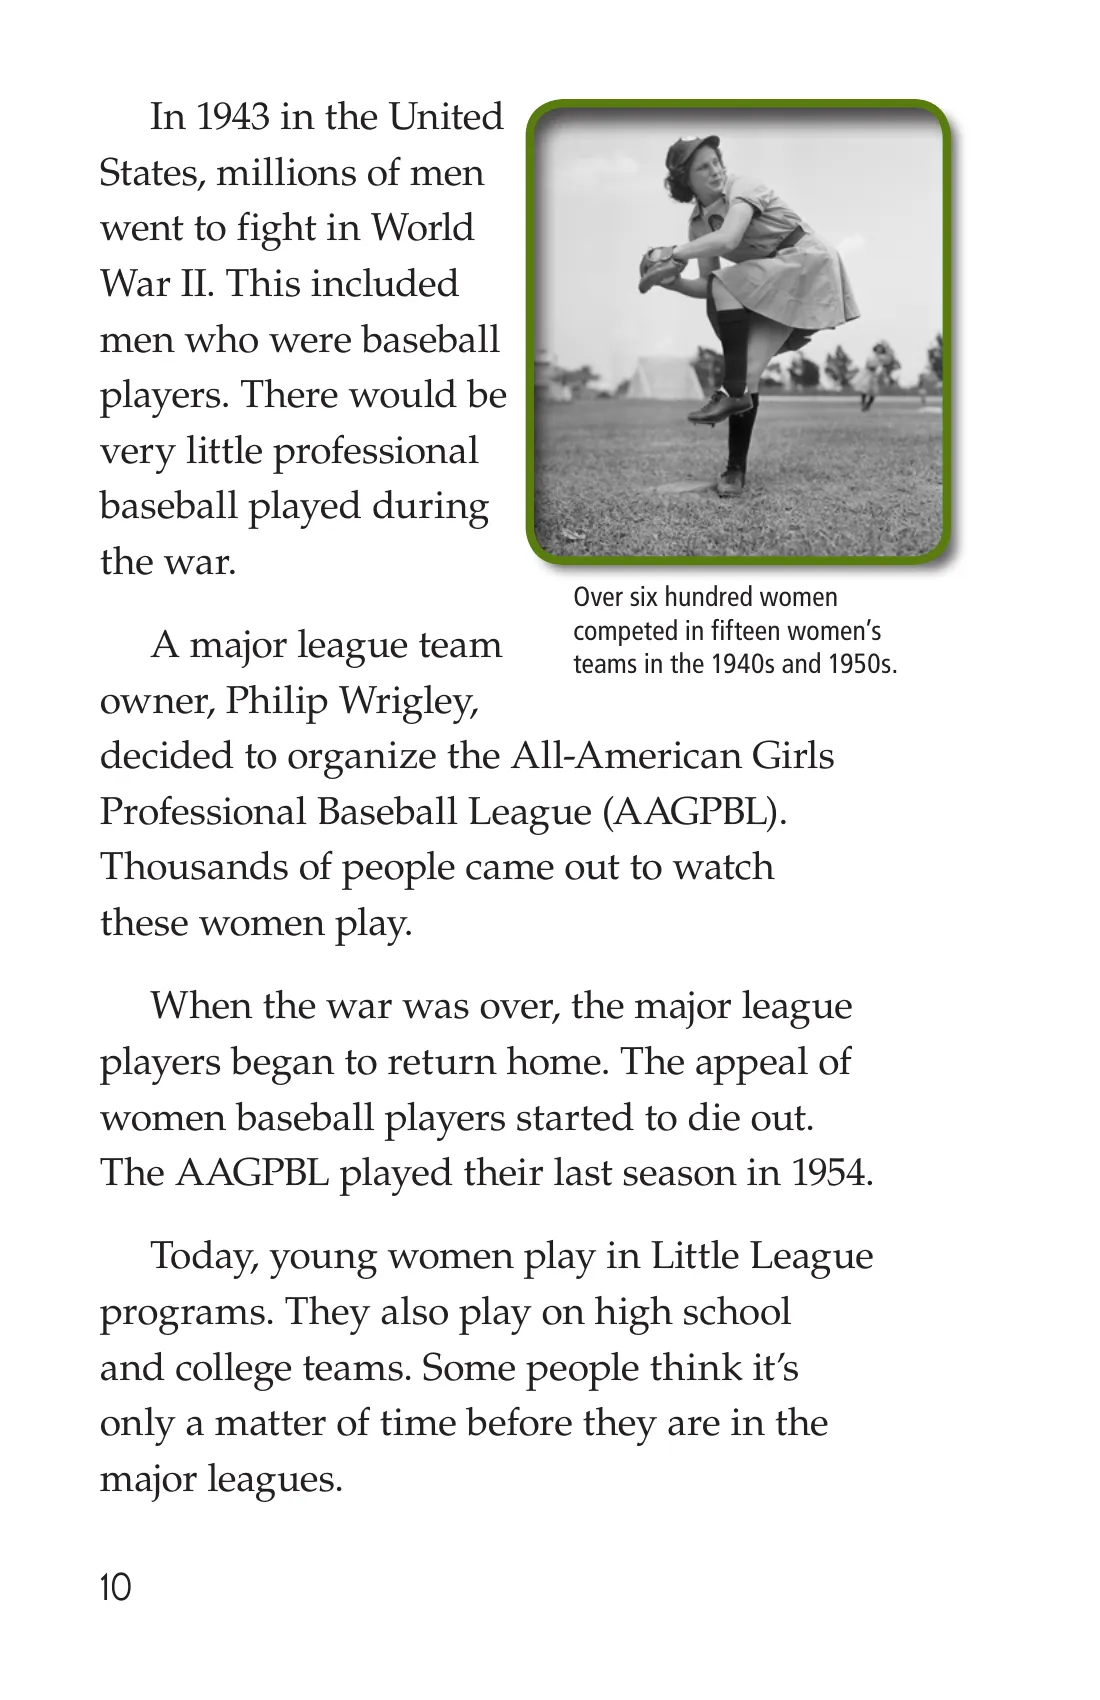 In 1943 in the United
States, millions of men
went to fight in World
War II. This included
men who were baseball
players. There would be
very little professional
baseball played during
the war.
Over six hundred women
competed in fifteen women's
teams in the 1940s and 1950s.
A major league team
owner, Philip Wrigley,
decided to organize the All-American Girls
Professional Baseball League (AAGPBL).
Thousands of people came out to watch
these women play.
When the war was over, the major league
players began to return home. The appeal of
women baseball players started to die out.
The AAGPBL played their last season in 1954.
Today, young women play in Little League
programs. They also play on high school
and college teams. Some people think it's
only a matter of time before they are in the
major leagues.
10